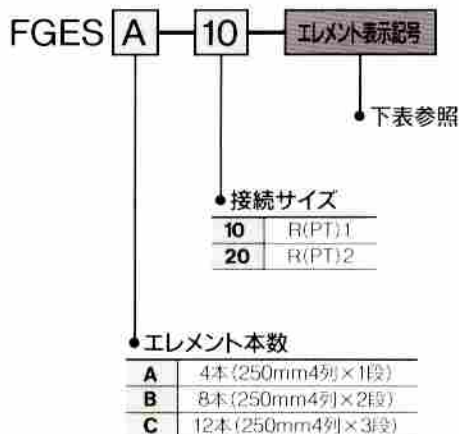 FGES A 10 エレメント表示記号
下表参照
接続サイズ
10 R(PT)1
20 R(PT)2
エレメント本数
A 4本(250mm4列×1段)
B 8本(250mm4列×2段)
C 12本(250mm4列×3段)